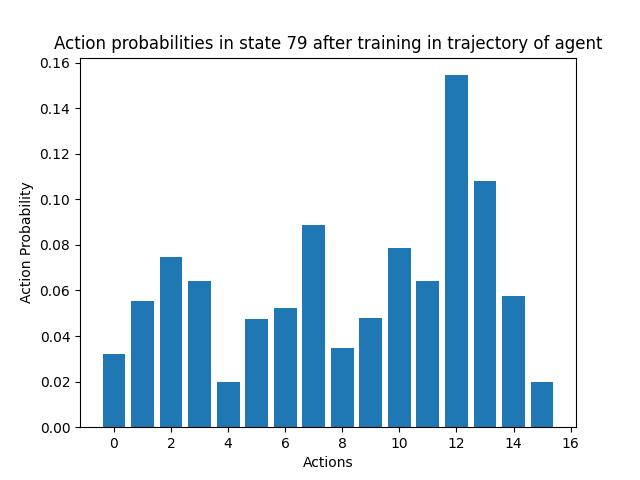 Action probabilities in state 79 after training in trajectory of agent
0.16
0.14
0.12
0.10
0.08
0.06
0.04
0.02
0.00
Action Probability
0 2 4 6 8 10 12 14 16
Actions